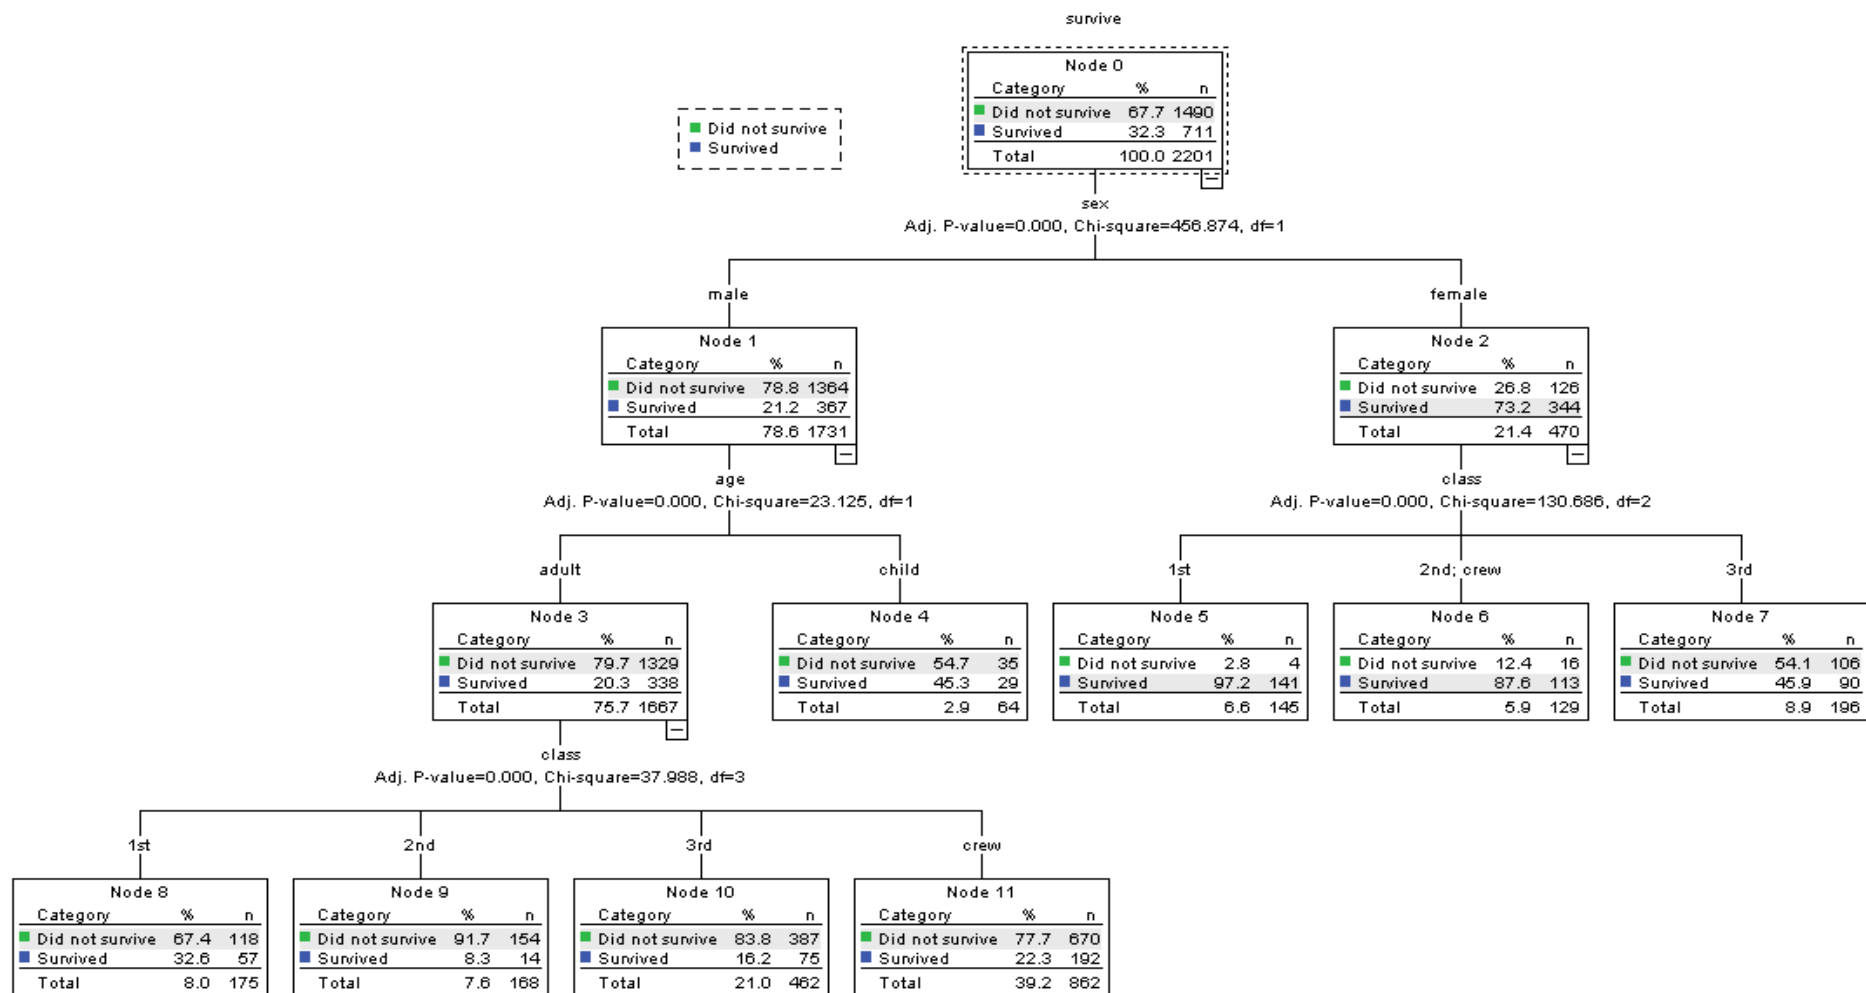 survive
Node 0
Category % n
Did not survive 67.7 1490
Survived 32.3 711
Total 100.0 2201
Did not survive
Survived
sex
Adj. P-value=0.000, Chi-square=456.874, df=1
male
female
Node 1
Category % n
Did not survive 78.8 1364
Survived 21.2 367
Total 78.6 1731
Node 2
Category % n
Did not survive 26.8 126
Survived 73.2 344
Total 21.4 470
age
Adj. P-value=0.000, Chi-square=23.125, df=1
class
Adj. P-value=0.000, Chi-square=130.686, df=2
adult
child
1st
2nd; crew
3rd
Node 3
Category % n
Did not survive 79.7 1329
Survived 20.3 338
Total 75.7 1667
Node 4
Category % n
Did not survive 54.7 35
Survived 45.3 29
Total 2.9 64
Node 5
Category % n
Did not survive 2.8 4
Survived 97.2 141
Total 6.6 145
Node 6
Category % n
Did not survive 12.4 16
Survived 87.6 113
Total 5.9 129
Node 7
Category % n
Did not survive 54.1 106
Survived 45.9 90
Total 8.9 196
class
Adj. P-value=0.000, Chi-square=37.988, df=3
1st
2nd
3rd
crew
Node 8
Category % n
Did not survive 67.4 118
Survived 32.6 57
Total 8.0 175
Node 9
Category % n
Did not survive 91.7 154
Survived 8.3 14
Total 7.6 168
Node 10
Category % n
Did not survive 83.8 387
Survived 16.2 75
Total 21.0 462
Node 11
Category % n
Did not survive 77.7 670
Survived 22.3 192
Total 39.2 862